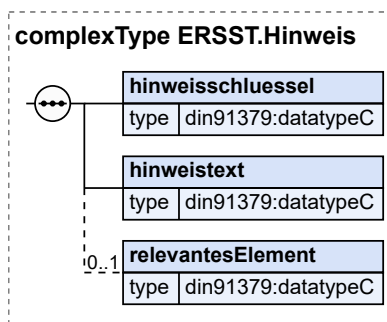 complexType ERSST.Hinweis
hinweisschluessel
type din91379:datatypeC
hinweistext
type din91379:datatypeC
0..1
relevantesElement
type din91379:datatypeC